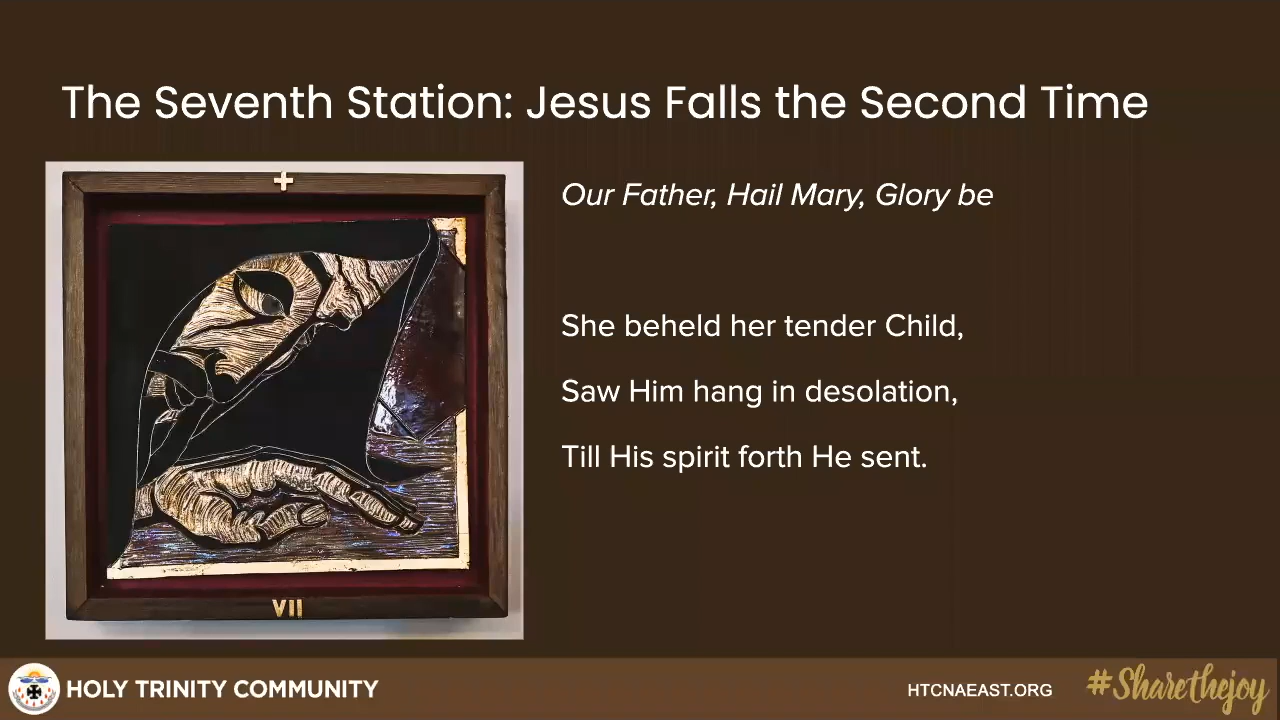 The Seventh Station: Jesus Falls the Second Time
Our Father, Hail Mary, Glory be
She beheld her tender Child,
Saw Him hang in desolation,
Till His spirit forth He sent.
VII
HOLY TRINITY COMMUNITY
HTCNAEAST.ORG
#Sharethejoy